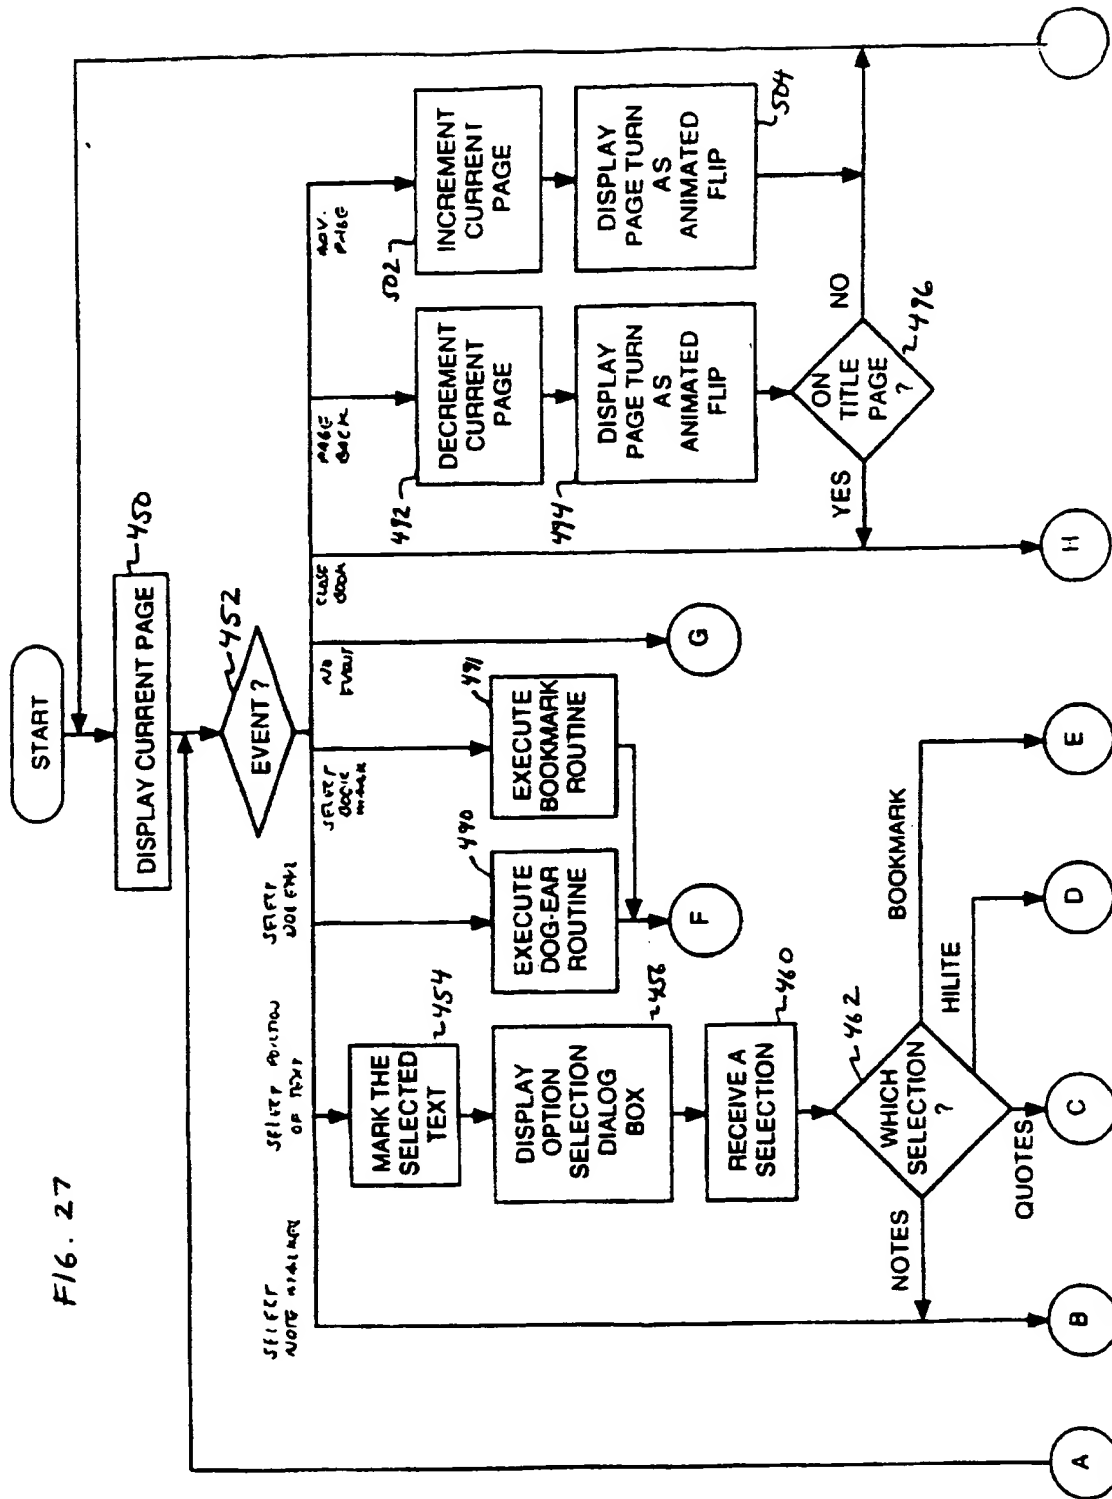 FIG. 27
START
DISPLAY CURRENT PAGE
450
EVENT?
452
SELECT
NOTE MARKER
SELECT PORTION
OF TEXT
SELECT
DOG EAR
SELECT
BOOK
MARK
NO
EVENT
CLOSE
BOOK
PAGE
BACK
ADV.
PAGE
MARK THE
SELECTED
TEXT
454
DISPLAY
OPTION
SELECTION
DIALOG
BOX
456
RECEIVE A
SELECTION
460
WHICH
SELECTION
?
462
NOTES
QUOTES
HILITE
BOOKMARK
EXECUTE
DOG-EAR
ROUTINE
490
EXECUTE
BOOKMARK
ROUTINE
491
DECREMENT
CURRENT
PAGE
492
DISPLAY
PAGE TURN
AS
ANIMATED
FLIP
494
ON
TITLE
PAGE
?
496
YES
NO
INCREMENT
CURRENT
PAGE
502
DISPLAY
PAGE TURN
AS
ANIMATED
FLIP
504
A
B
C
D
E
F
G
H